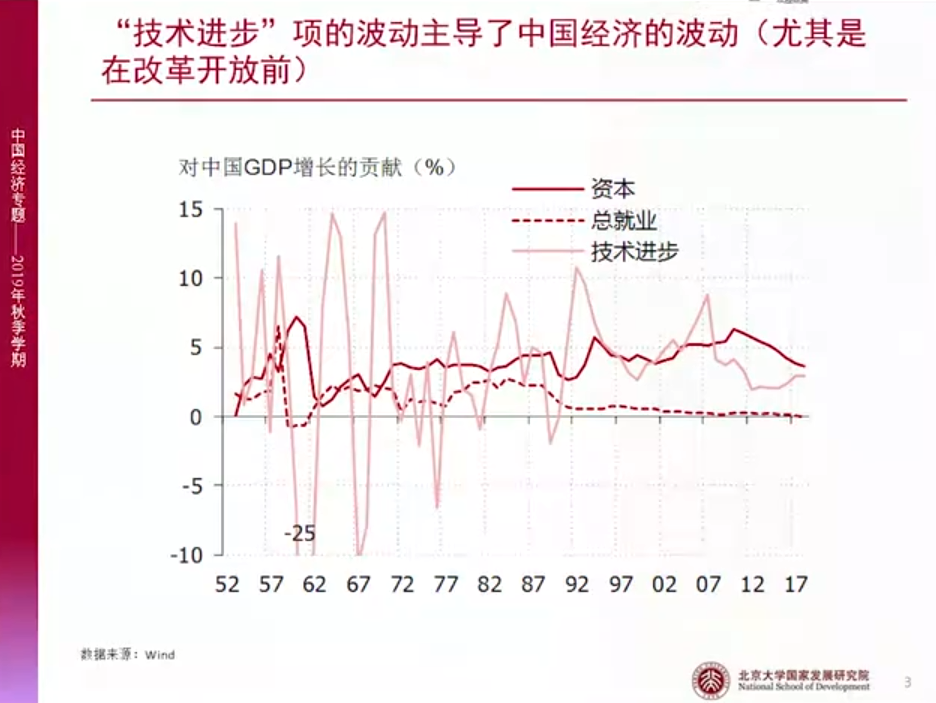 “技术进步”项的波动主导了中国经济的波动（尤其是
在改革开放前）
中国经济专题——2019年秋季学期
对中国GDP增长的贡献（%）
资本
总就业
技术进步
15
10
5
0
-5
-10
-25
52 57 62 67 72 77 82 87 92 97 02 07 12 17
数据来源：Wind
北京大学国家发展研究院
National School of Development
3